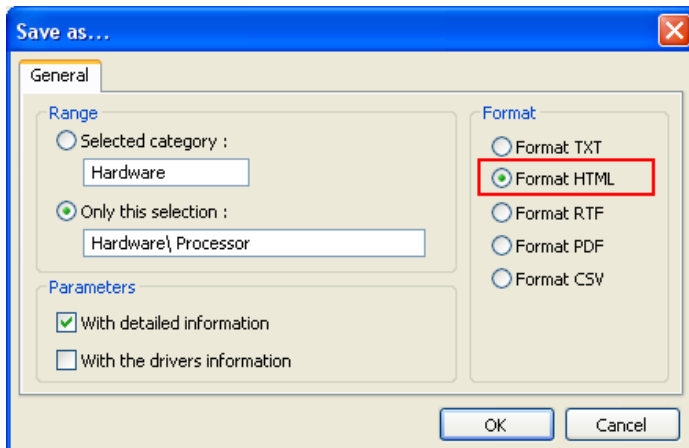 Save as...
General
Range
Selected category :
Hardware
Only this selection :
Hardware\ Processor
Parameters
With detailed information
With the drivers information
Format
Format TXT
Format HTML
Format RTF
Format PDF
Format CSV
OK
Cancel